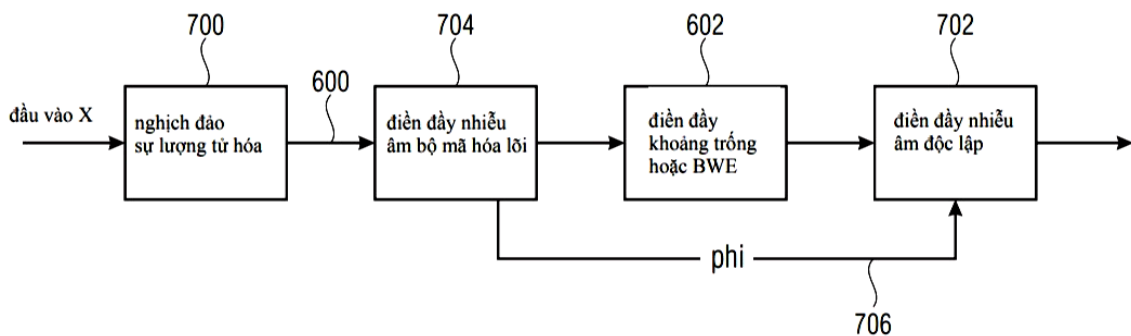 700
704
602
702
600
đầu vào X
nghịch đảo
sự lượng tử hóa
điền đầy nhiễu
âm bộ mã hóa lõi
điền đầy
khoảng trống
hoặc BWE
điền đầy nhiễu
âm độc lập
phi
706